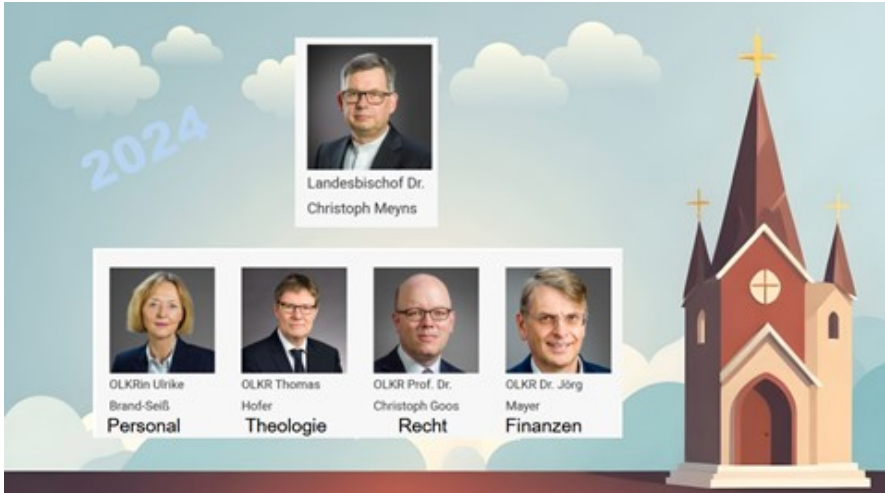 2024
Landesbischof Dr.
Christoph Meyns
OLKRin Ulrike
Brand-Seiß
Personal
OLKR Thomas
Hofer
Theologie
OLKR Prof. Dr.
Christoph Goos
Recht
OLKR Dr. Jörg
Mayer
Finanzen